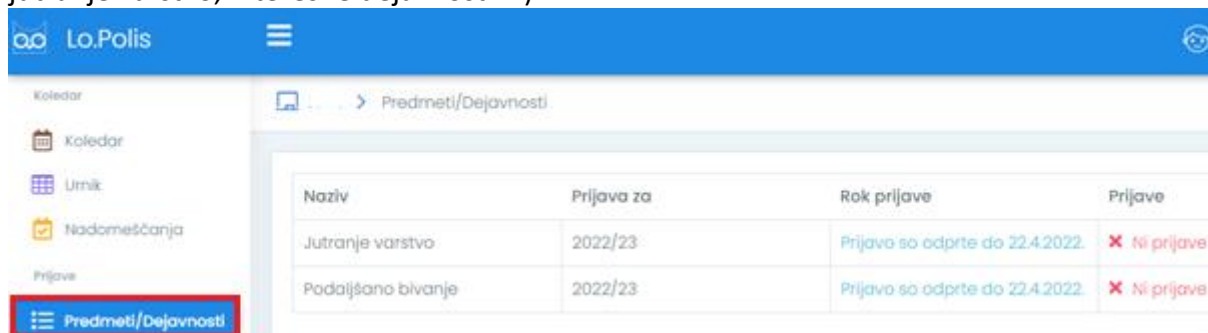 Lo.Polis
Koledar
Predmeti/Dejavnosti
Koledar
Urnik
Nadomeščanja
Prijave
Predmeti/Dejavnosti
Naziv Prijava za Rok prijave Prijave
Jutranje varstvo 2022/23 Prijavo so odprte do 22.4.2022. Ni prijave
Podaljšano bivanje 2022/23 Prijavo so odprte do 22.4.2022. Ni prijave